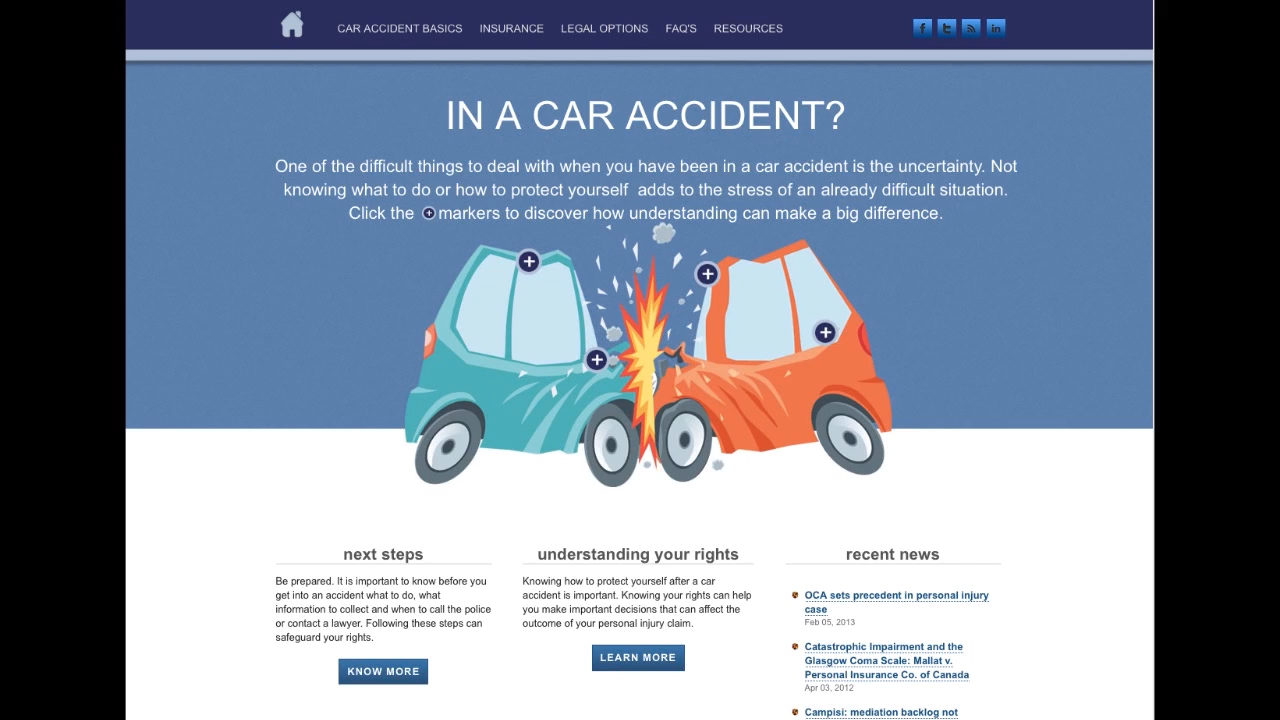 CAR ACCIDENT BASICS INSURANCE LEGAL OPTIONS FAQ'S RESOURCES
IN A CAR ACCIDENT?
One of the difficult things to deal with when you have been in a car accident is the uncertainty. Not
knowing what to do or how to protect yourself adds to the stress of an already difficult situation.
Click the + markers to discover how understanding can make a big difference.
next steps
Be prepared. It is important to know before you
get into an accident what to do, what
information to collect and when to call the police
or contact a lawyer. Following these steps can
safeguard your rights.
KNOW MORE
understanding your rights
Knowing how to protect yourself after a car
accident is important. Knowing your rights can help
you make important decisions that can affect the
outcome of your personal injury claim.
LEARN MORE
recent news
OCA sets precedent in personal injury
case
Feb 05, 2013
Catastrophic Impairment and the
Glasgow Coma Scale: Mallat v.
Personal Insurance Co. of Canada
Apr 03, 2012
Campisi: mediation backlog not